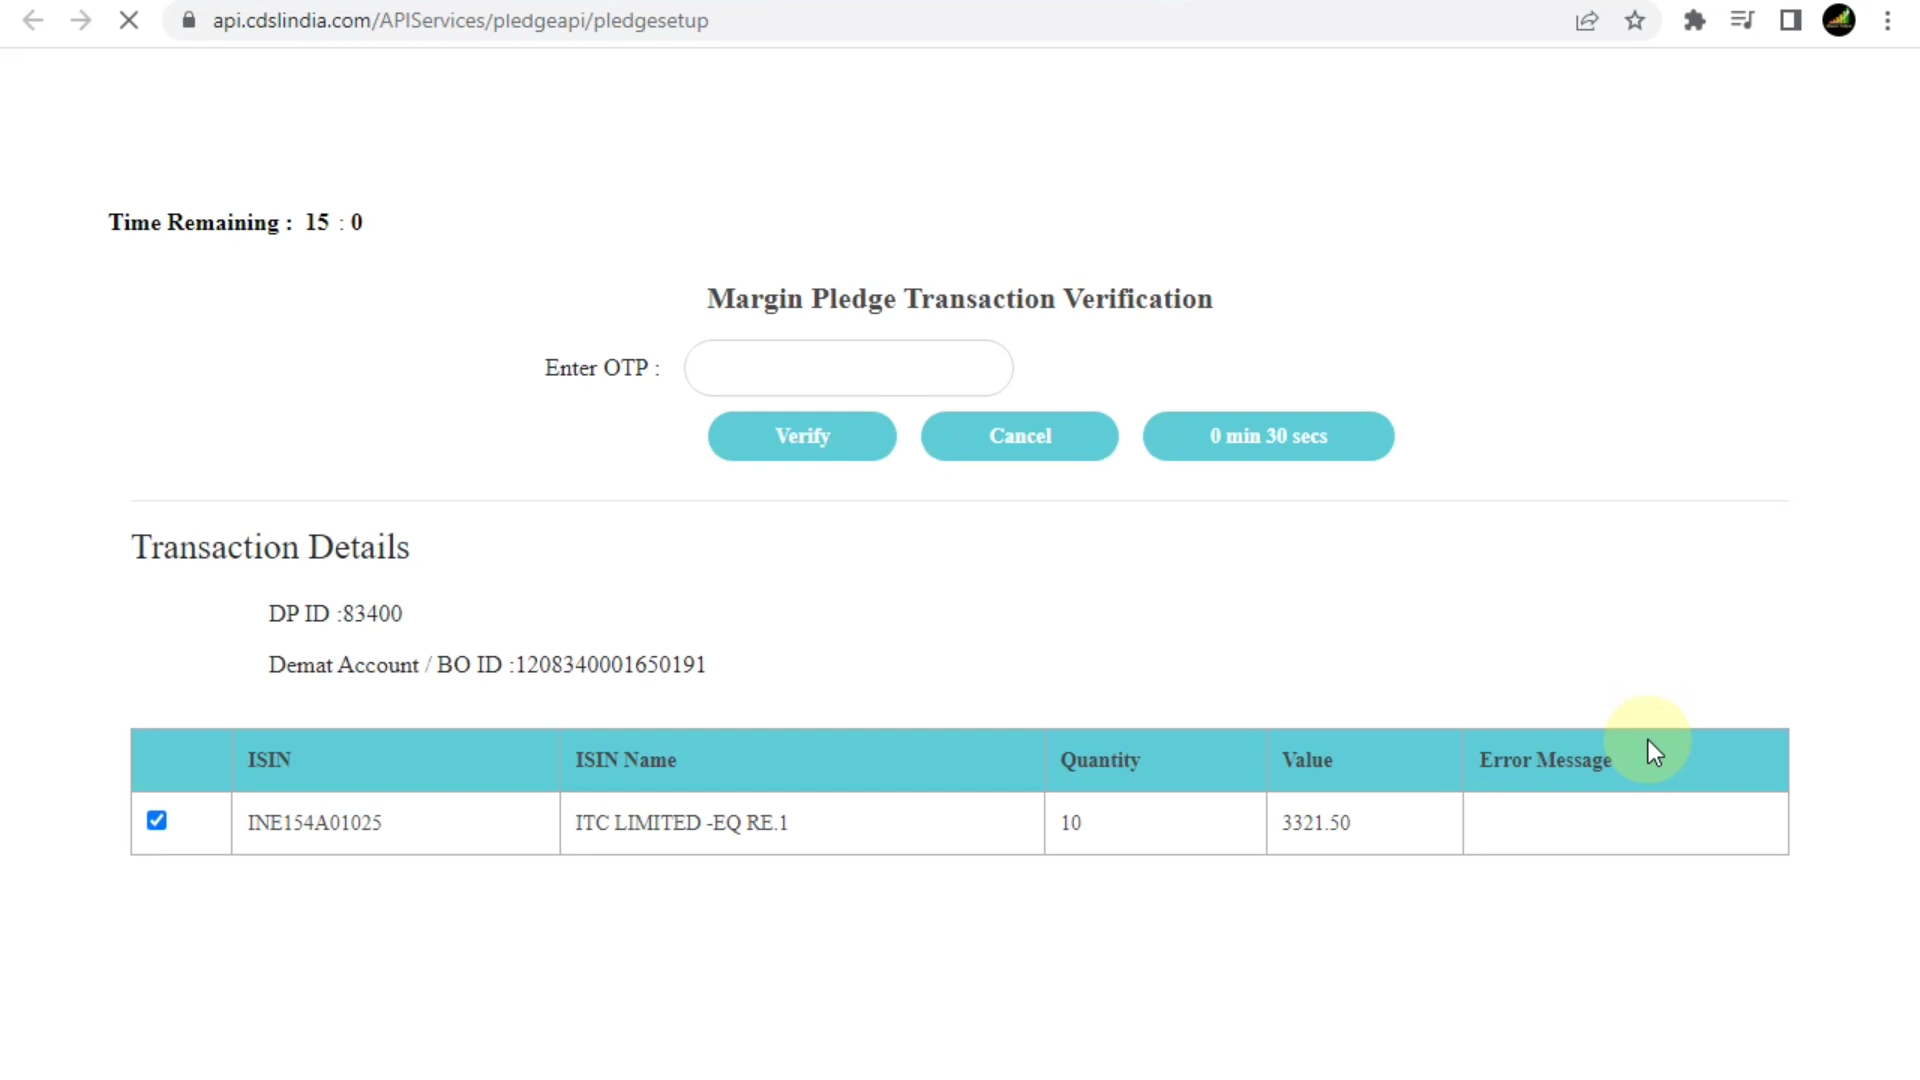 api.cdslindia.com/APIServices/pledgeapi/pledgesetup
Time Remaining : 15 : 0
Margin Pledge Transaction Verification
Enter OTP :
Verify Cancel 0 min 30 secs
Transaction Details
DP ID :83400
Demat Account / BO ID :1208340001650191
ISIN ISIN Name Quantity Value Error Message
INE154A01025 ITC LIMITED -EQ RE.1 10 3321.50